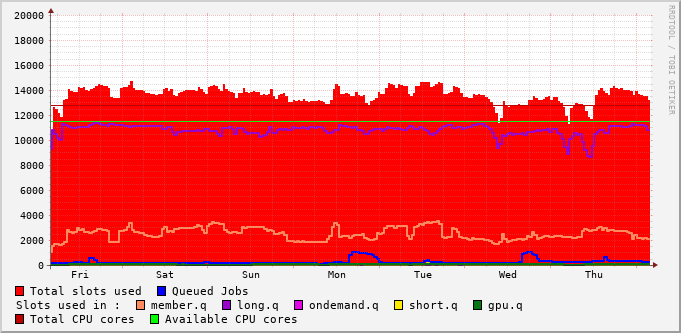 20000
18000
16000
14000
12000
10000
8000
6000
4000
2000
0
Fri Sat Sun Mon Tue Wed Thu
RRDTOOL / TOBI OETIKER
Total slots used Queued Jobs
Slots used in : member.q long.q ondemand.q short.q gpu.q
Total CPU cores Available CPU cores